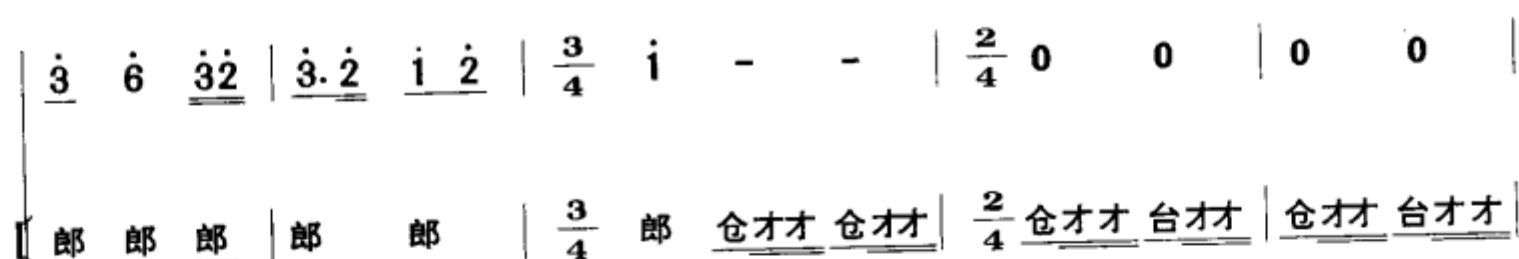 3̇ 6̇ 3̇2̇ | 3̇. 2̇ 1̇ 2̇ | 3/4 1̇ - - | 2/4 0 0 | 0 0 |
郎 郎 郎 | 郎 郎 | 3/4 郎 仓才才 仓才才 | 2/4 仓才才 台才才 | 仓才才 台才才 |